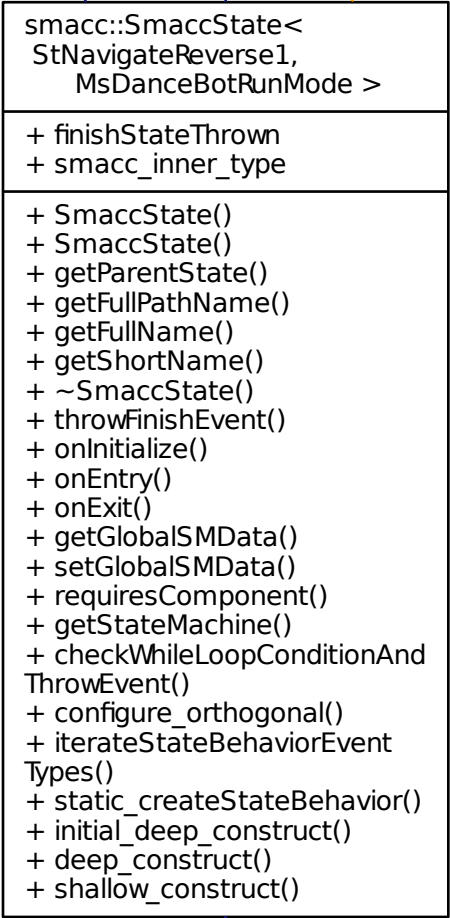 smacc::SmaccState<
StNavigateReverse1,
MsDanceBotRunMode >
+ finishStateThrown
+ smacc_inner_type
+ SmaccState()
+ SmaccState()
+ getParentState()
+ getFullPathName()
+ getFullName()
+ getShortName()
+ ~SmaccState()
+ throwFinishEvent()
+ onInitialize()
+ onEntry()
+ onExit()
+ getGlobalSMData()
+ setGlobalSMData()
+ requiresComponent()
+ getStateMachine()
+ checkWhileLoopConditionAnd
ThrowEvent()
+ configure_orthogonal()
+ iterateStateBehaviorEvent
Types()
+ static_createStateBehavior()
+ initial_deep_construct()
+ deep_construct()
+ shallow_construct()